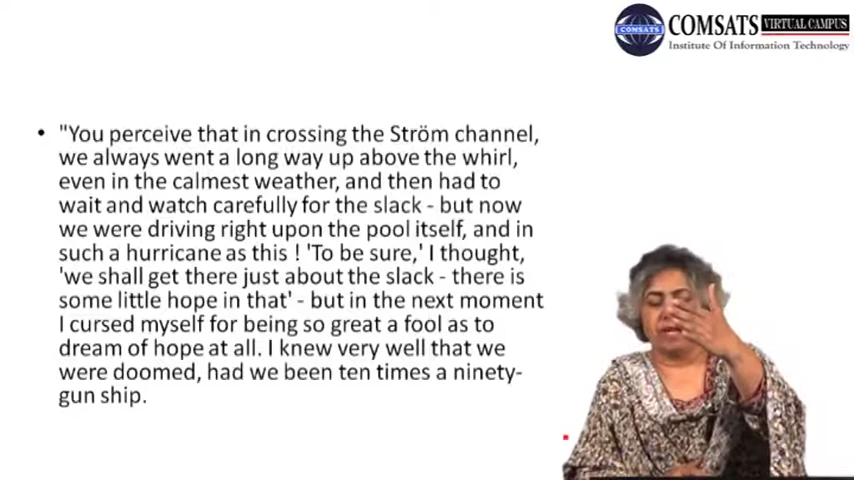 COMSATS VIRTUAL CAMPUS
COMSATS
Institute Of Information Technology
• "You perceive that in crossing the Ström channel,
we always went a long way up above the whirl,
even in the calmest weather, and then had to
wait and watch carefully for the slack - but now
we were driving right upon the pool itself, and in
such a hurricane as this ! 'To be sure,' I thought,
'we shall get there just about the slack - there is
some little hope in that' - but in the next moment
I cursed myself for being so great a fool as to
dream of hope at all. I knew very well that we
were doomed, had we been ten times a ninety-
gun ship.